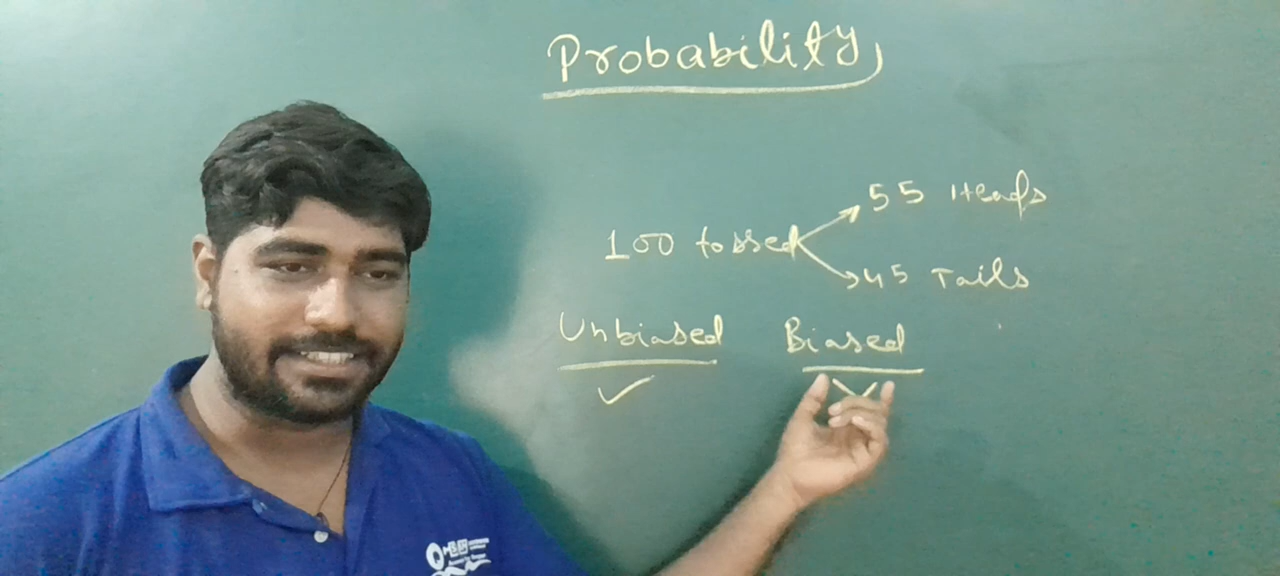 Probability
55 Heads
100 tossed
45 Tails
Unbiased Biased